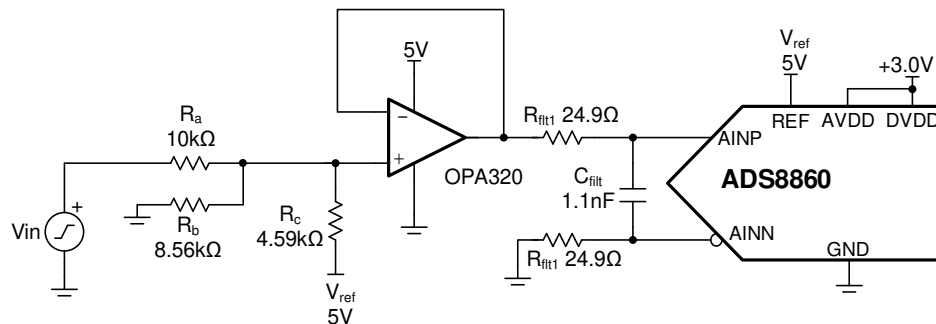 Vin
+
Ra
10kΩ
Rb
8.56kΩ
Rc
4.59kΩ
Vref
5V
5V
−
+
OPA320
Rflt1 24.9Ω
Cfilt
1.1nF
Rflt1 24.9Ω
Vref
5V
+3.0V
REF AVDD DVDD
AINP
ADS8860
AINN
GND